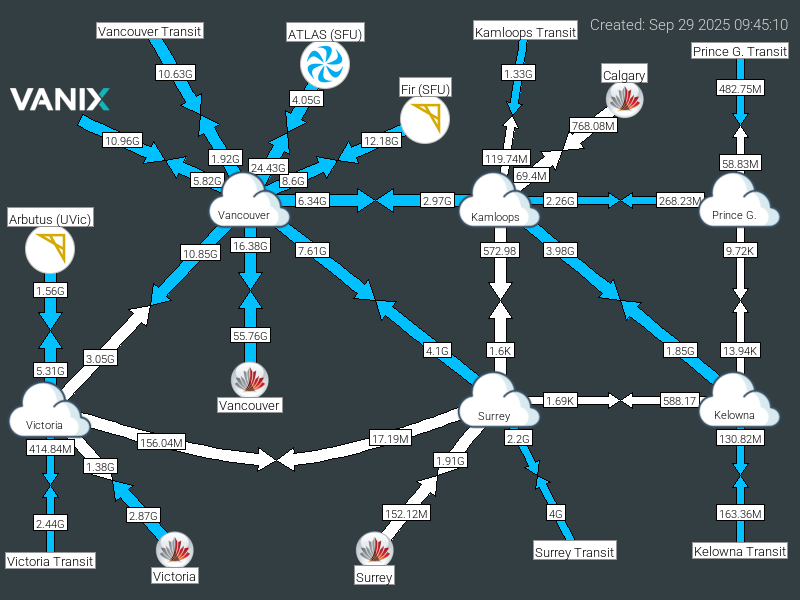 Created: Sep 29 2025 09:45:10
Vancouver Transit
ATLAS (SFU)
Kamloops Transit
Prince G. Transit
10.63G
1.33G
Calgary
482.75M
VANIX
4.05G
Fir (SFU)
768.08M
10.96G
12.18G
1.92G
119.74M
58.83M
24.43G
5.82G
8.6G
69.4M
6.34G
2.97G
2.26G
268.23M
Vancouver
Kamloops
Prince G.
Arbutus (UVic)
10.85G
16.38G
7.61G
572.98
3.98G
9.72K
1.56G
55.76G
3.05G
4.1G
1.6K
1.85G
13.94K
5.31G
Vancouver
1.69K
588.17
Victoria
Surrey
Kelowna
414.84M
156.04M
17.19M
2.2G
130.82M
1.38G
1.91G
2.44G
2.87G
152.12M
4G
163.36M
Victoria Transit
Victoria
Surrey
Surrey Transit
Kelowna Transit